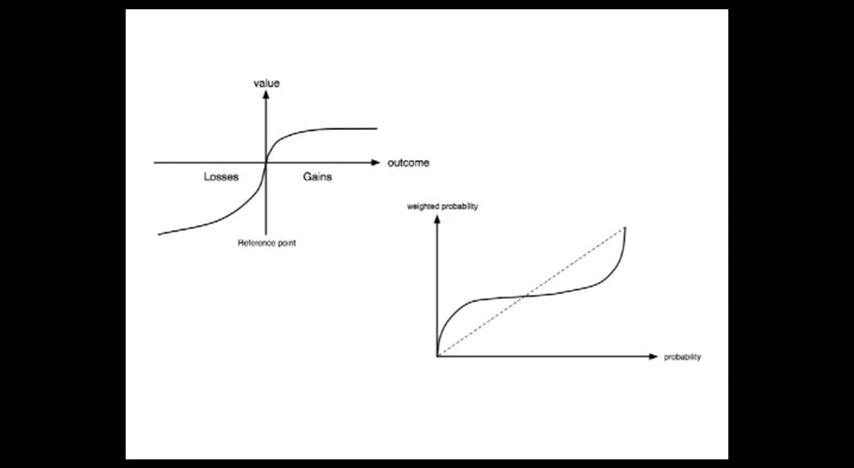 value
outcome
Losses
Gains
Reference point
weighted probability
probability